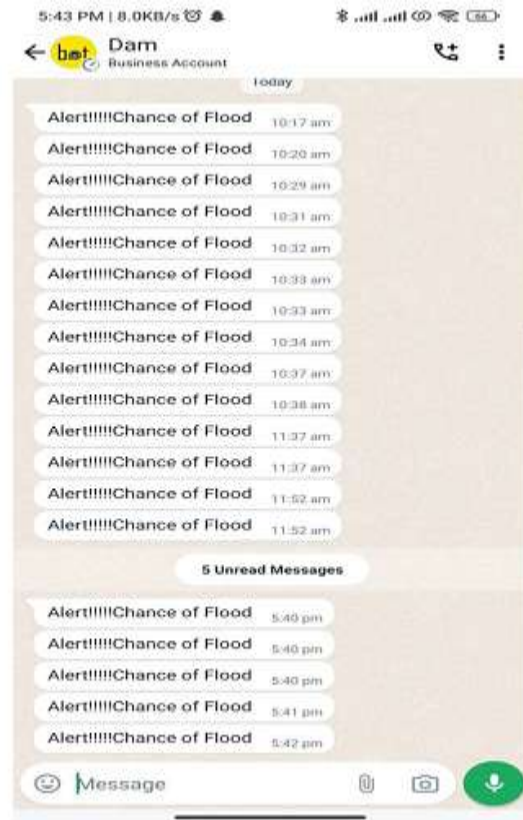 5:43 PM | 8.0KB/s
66
bot
Dam
Business Account
Today
Alert!!!!!Chance of Flood 10:17 am
Alert!!!!!Chance of Flood 10:20 am
Alert!!!!!Chance of Flood 10:29 am
Alert!!!!!Chance of Flood 10:31 am
Alert!!!!!Chance of Flood 10:32 am
Alert!!!!!Chance of Flood 10:33 am
Alert!!!!!Chance of Flood 10:33 am
Alert!!!!!Chance of Flood 10:34 am
Alert!!!!!Chance of Flood 10:37 am
Alert!!!!!Chance of Flood 10:38 am
Alert!!!!!Chance of Flood 11:37 am
Alert!!!!!Chance of Flood 11:37 am
Alert!!!!!Chance of Flood 11:52 am
Alert!!!!!Chance of Flood 11:52 am
5 Unread Messages
Alert!!!!!Chance of Flood 5:40 pm
Alert!!!!!Chance of Flood 5:40 pm
Alert!!!!!Chance of Flood 5:40 pm
Alert!!!!!Chance of Flood 5:41 pm
Alert!!!!!Chance of Flood 5:42 pm
Message